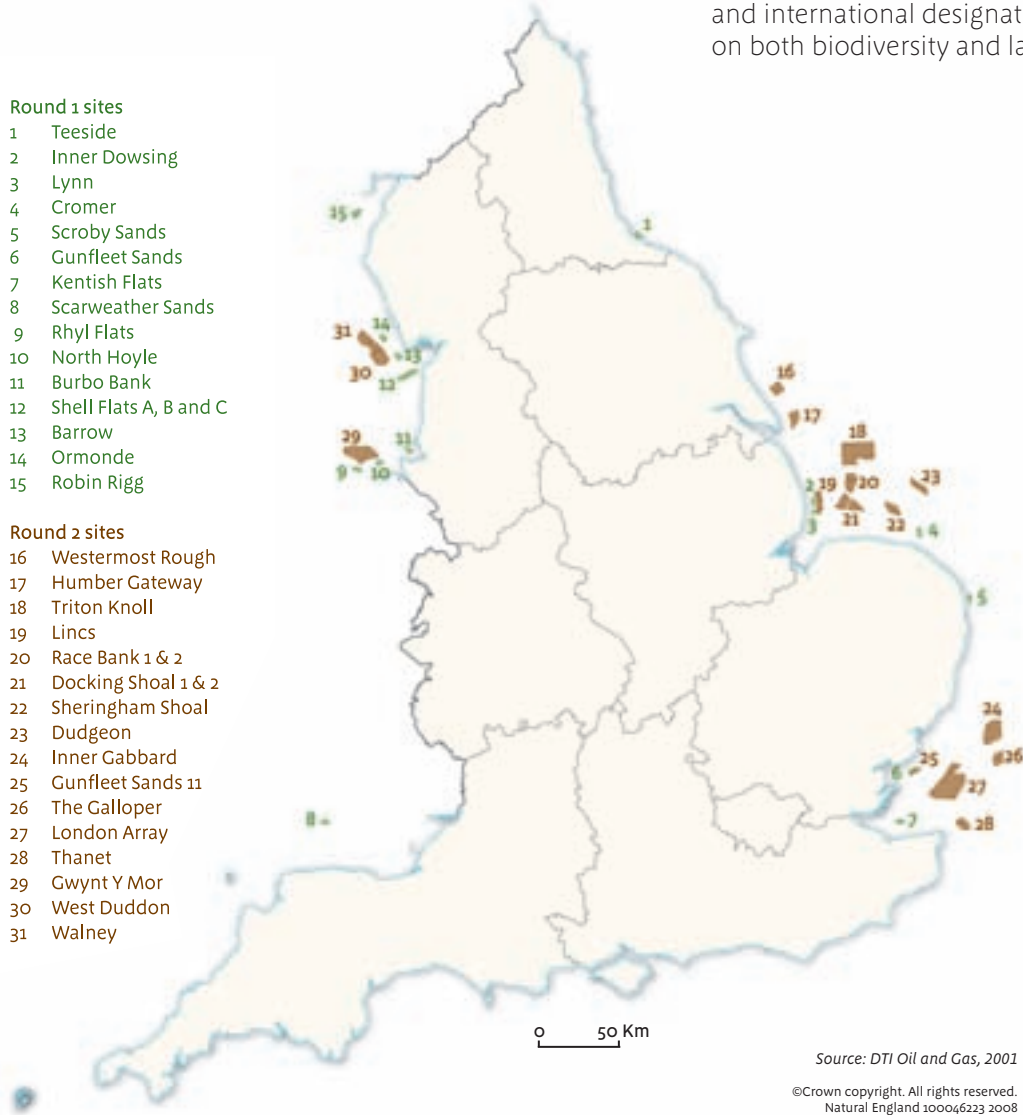 and international designat
on both biodiversity and la
Round 1 sites
1 Teeside
2 Inner Dowsing
3 Lynn
4 Cromer
5 Scroby Sands
6 Gunfleet Sands
7 Kentish Flats
8 Scarweather Sands
9 Rhyl Flats
10 North Hoyle
11 Burbo Bank
12 Shell Flats A, B and C
13 Barrow
14 Ormonde
15 Robin Rigg
Round 2 sites
16 Westermost Rough
17 Humber Gateway
18 Triton Knoll
19 Lincs
20 Race Bank 1 & 2
21 Docking Shoal 1 & 2
22 Sheringham Shoal
23 Dudgeon
24 Inner Gabbard
25 Gunfleet Sands 11
26 The Galloper
27 London Array
28 Thanet
29 Gwynt Y Mor
30 West Duddon
31 Walney
15
1
31
14
13
30
12
16
17
29
11
9
10
18
2
19
20
23
3
21
22
4
5
24
26
6
25
27
7
28
8
0 50 Km
Source: DTI Oil and Gas, 2001
©Crown copyright. All rights reserved.
Natural England 100046223 2008